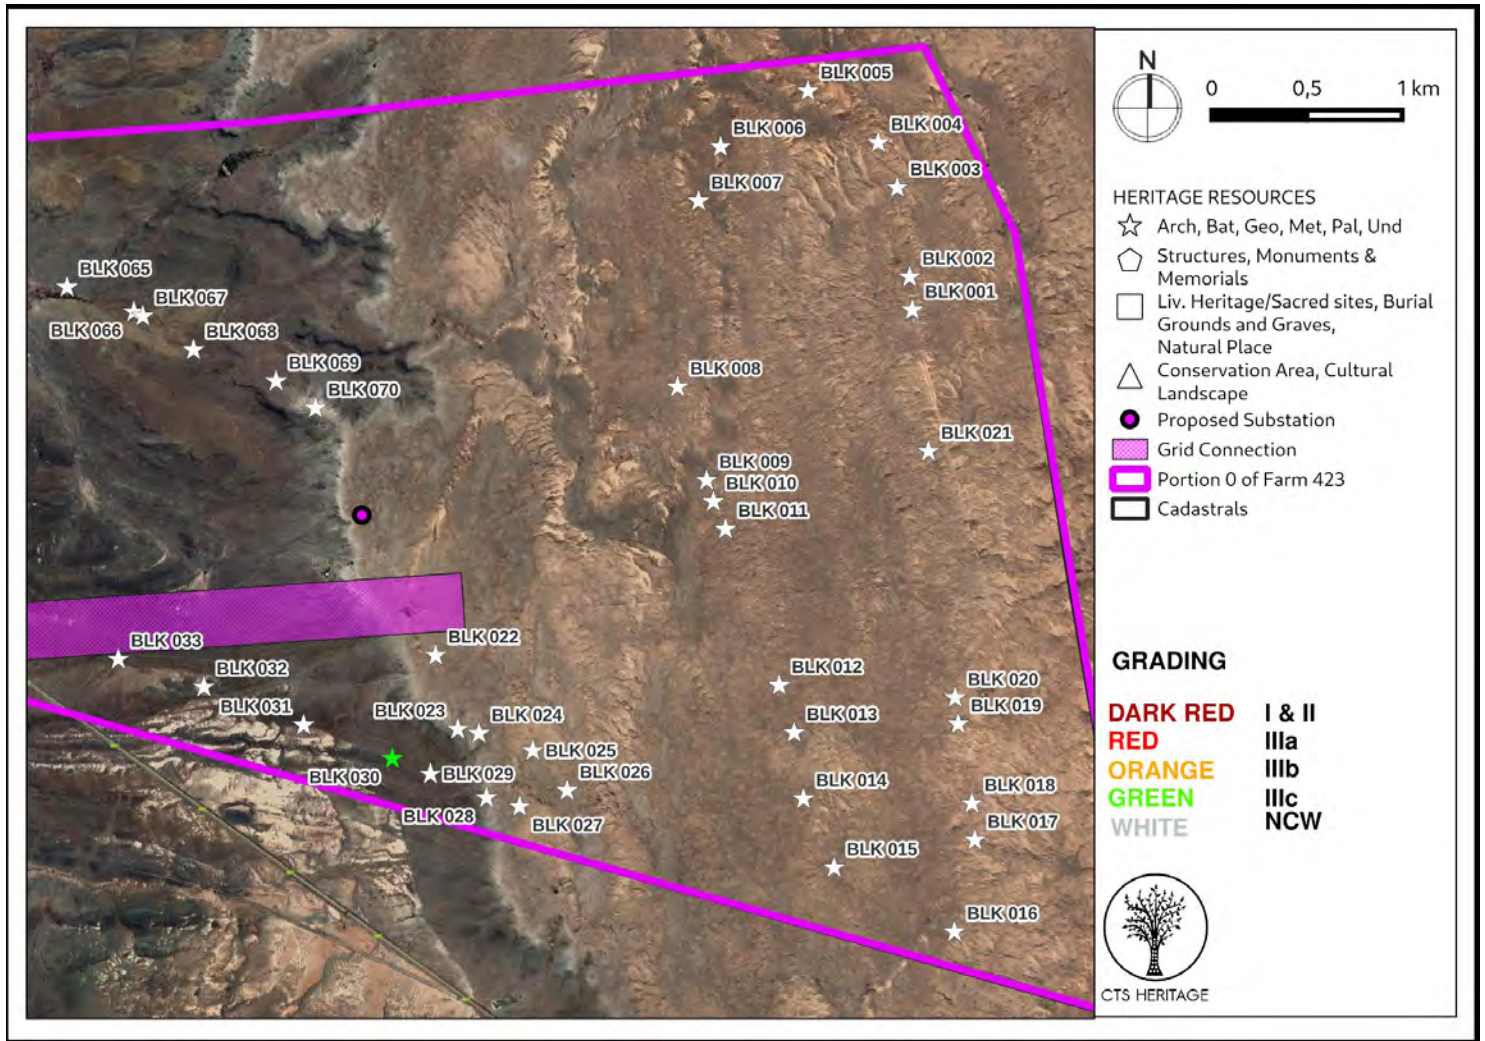 BLK 005
BLK 006
BLK 004
BLK 007
BLK 003
BLK 065
BLK 002
BLK 067
BLK 001
BLK 066
BLK 068
BLK 069
BLK 008
BLK 070
BLK 021
BLK 009
BLK 010
BLK 011
BLK 033
BLK 022
BLK 032
BLK 012
BLK 020
BLK 031
BLK 023
BLK 024
BLK 013
BLK 019
BLK 025
BLK 030
BLK 029
BLK 026
BLK 014
BLK 018
BLK 028
BLK 027
BLK 017
BLK 015
BLK 016
N
0 0,5 1 km
HERITAGE RESOURCES
Arch, Bat, Geo, Met, Pal, Und
Structures, Monuments &
Memorials
Liv. Heritage/Sacred sites, Burial
Grounds and Graves,
Natural Place
Conservation Area, Cultural
Landscape
Proposed Substation
Grid Connection
Portion 0 of Farm 423
Cadastrals
GRADING
DARK RED I & II
RED IIIa
ORANGE IIIb
GREEN IIIc
WHITE NCW
CTS HERITAGE